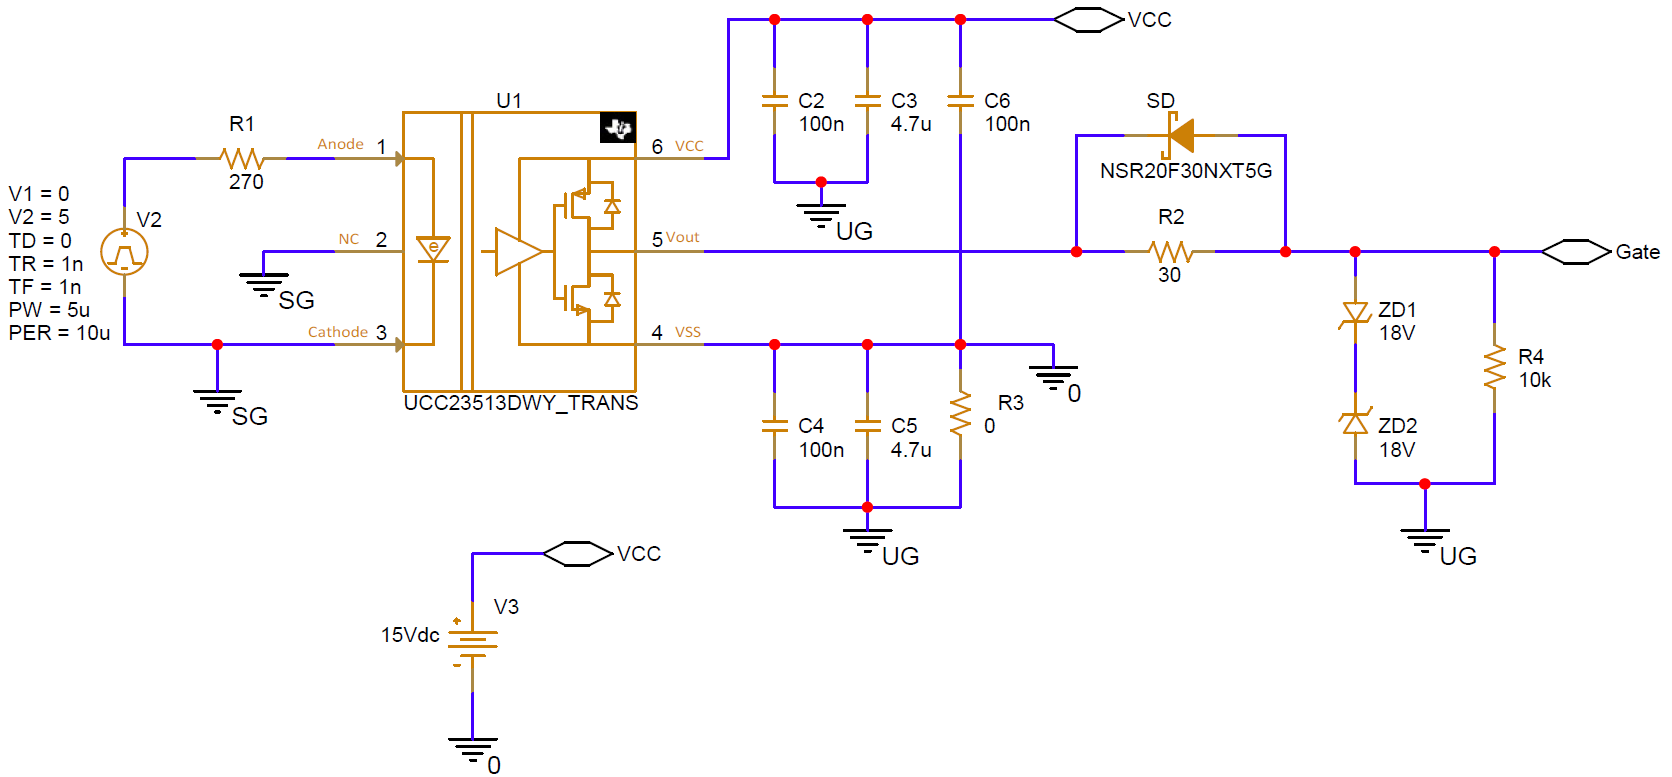 VCC
U1
C2
100n
C3
4.7u
C6
100n
SD
NSR20F30NXT5G
R1
270
Anode 1
6 VCC
V1 = 0
V2 = 5
TD = 0
TR = 1n
TF = 1n
PW = 5u
PER = 10u
V2
NC 2
e
5 Vout
UG
R2
30
Gate
SG
Cathode 3
4 VSS
ZD1
18V
R4
10k
0
SG
UCC23513DWY_TRANS
C4
100n
C5
4.7u
R3
0
ZD2
18V
UG
UG
VCC
V3
15Vdc
0